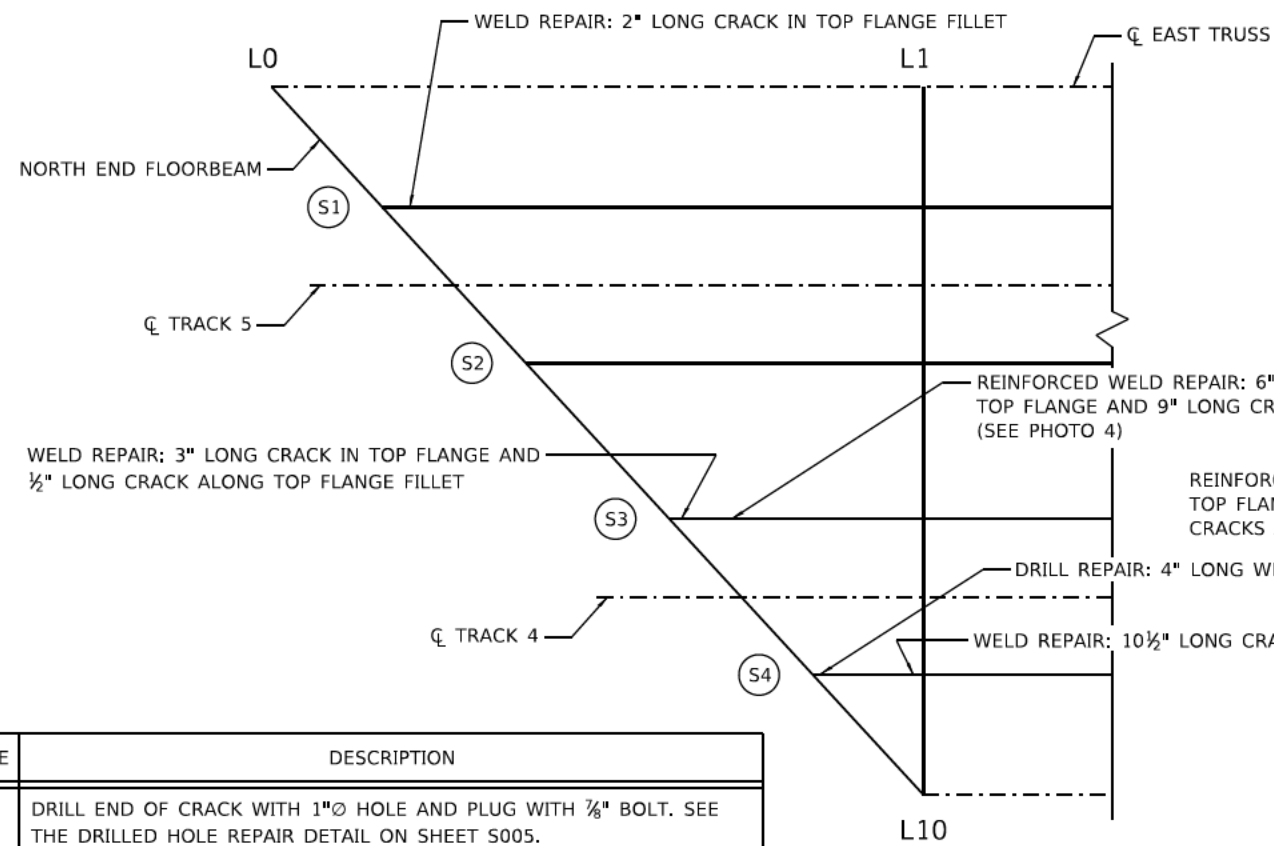 WELD REPAIR: 2" LONG CRACK IN TOP FLANGE FILLET
℄ EAST TRUSS
L0
L1
NORTH END FLOORBEAM
S1
℄ TRACK 5
S2
REINFORCED WELD REPAIR: 6"
TOP FLANGE AND 9" LONG CR
(SEE PHOTO 4)
WELD REPAIR: 3" LONG CRACK IN TOP FLANGE AND
½" LONG CRACK ALONG TOP FLANGE FILLET
REINFOR
TOP FLAN
CRACKS
S3
DRILL REPAIR: 4" LONG W
℄ TRACK 4
WELD REPAIR: 10½" LONG CRA
S4
E
DESCRIPTION
DRILL END OF CRACK WITH 1"Ø HOLE AND PLUG WITH ⅞" BOLT. SEE
THE DRILLED HOLE REPAIR DETAIL ON SHEET S005.
L10